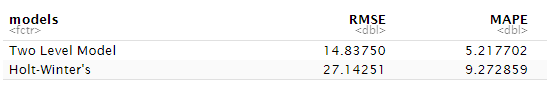 models RMSE MAPE
<fctr> <dbl> <dbl>
Two Level Model 14.83750 5.217702
Holt-Winter's 27.14251 9.272859